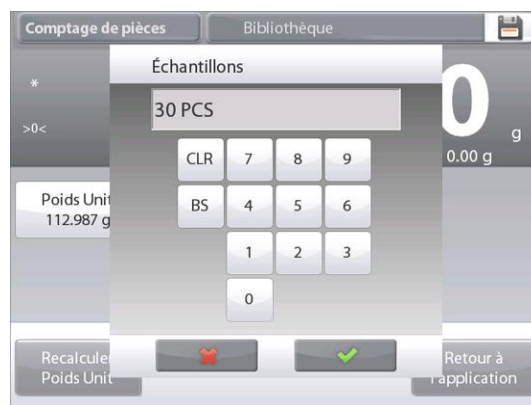 Comptage de pièces
Bibliothèque
Échantillons
*
30 PCS
>0<
0
g
0.00 g
CLR 7 8 9
Poids Unit
112.987 g
BS 4 5 6
1 2 3
0
Recalculer
Poids Unit
Retour à
l'application